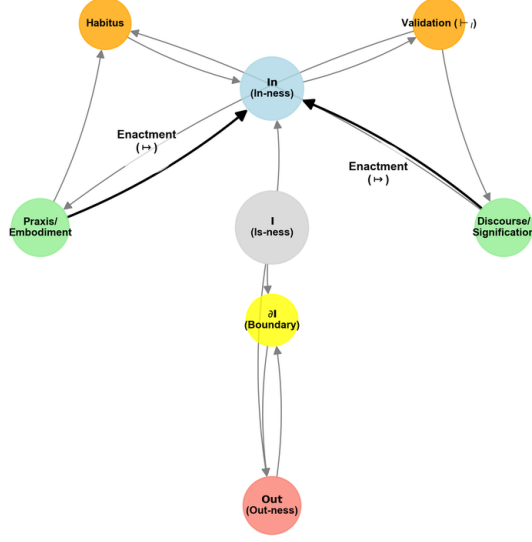 Habitus
Validation (⊢ᵢ)
In
(In-ness)
Enactment
(↦)
Enactment
(↦)
Praxis/
Embodiment
I
(Is-ness)
Discourse/
Signification
∂I
(Boundary)
Out
(Out-ness)